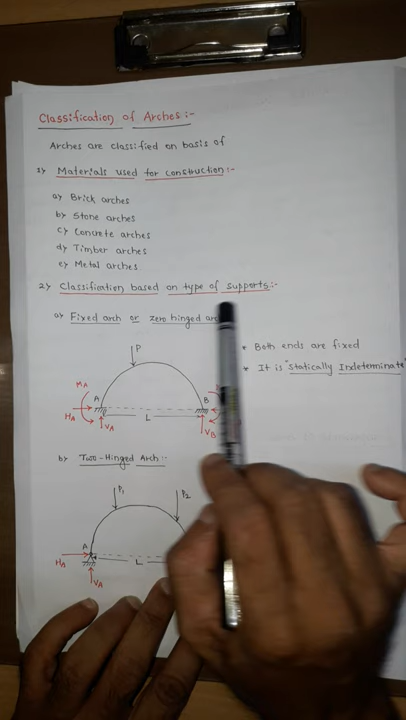 Classification of Arches:-
Arches are classified on basis of
1) Materials used for construction:-
a) Brick arches
b) Stone arches
c) Concrete arches
d) Timber arches
e) Metal arches
2) Classification based on type of supports:-
a) Fixed arch or zero hinged
* Both ends are fixed
* It is "Statically Indeterminate"
P
MA
A
B
HA
VA
L
VB
b) Two-Hinged Arch:-
P1
P2
A
HA
L
VA